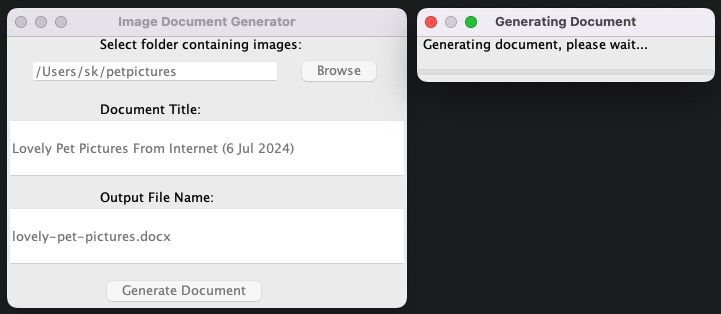 Image Document Generator
Select folder containing images:
/Users/sk/petpictures
Browse
Document Title:
Lovely Pet Pictures From Internet (6 Jul 2024)
Output File Name:
lovely-pet-pictures.docx
Generate Document
Generating Document
Generating document, please wait...